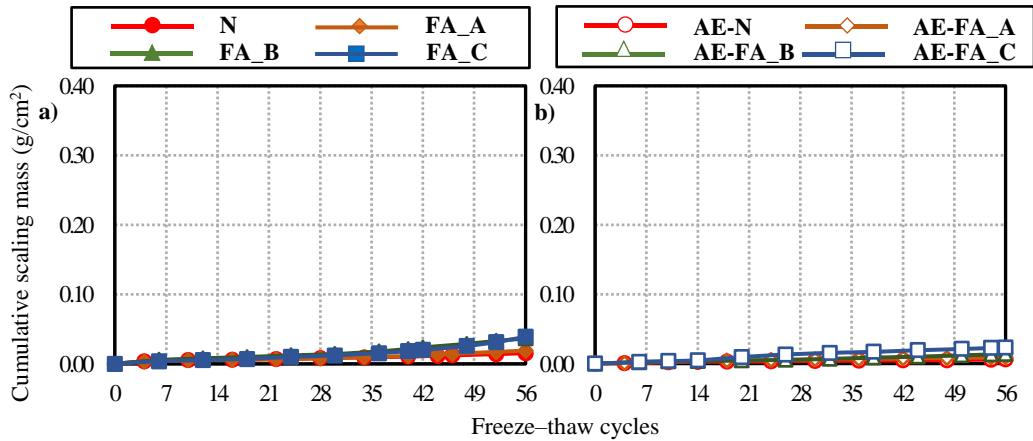 N FA_A
FA_B FA_C
AE-N AE-FA_A
AE-FA_B AE-FA_C
Cumulative scaling mass (g/cm²)
a)
0.40
0.30
0.20
0.10
0.00
0 7 14 21 28 35 42 49 56
b)
0.40
0.30
0.20
0.10
0.00
0 7 14 21 28 35 42 49 56
Freeze–thaw cycles